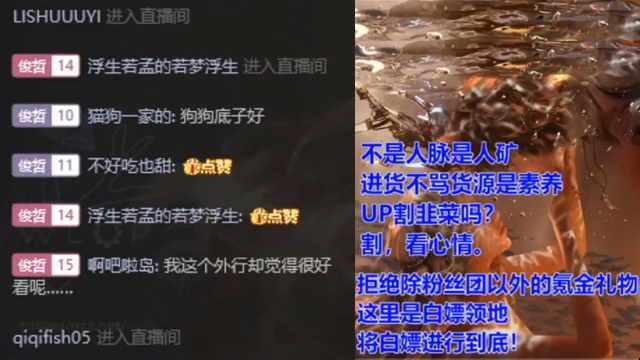 LISHUUUYI 进入直播间
俊哲 14 浮生若孟的若梦浮生 进入直播间
俊哲 10 猫狗一家的: 狗狗底子好
俊哲 11 不好吃也甜: 点赞
俊哲 14 浮生若孟的若梦浮生: 点赞
俊哲 15 啊吧啦岛: 我这个外行却觉得很好
看呢......
qiqifish05 进入直播间
不是人脉是人矿
进货不骂货源是素养
UP割韭菜吗?
割，看心情。
拒绝除粉丝团以外的氪金礼物
这里是白嫖领地
将白嫖进行到底!